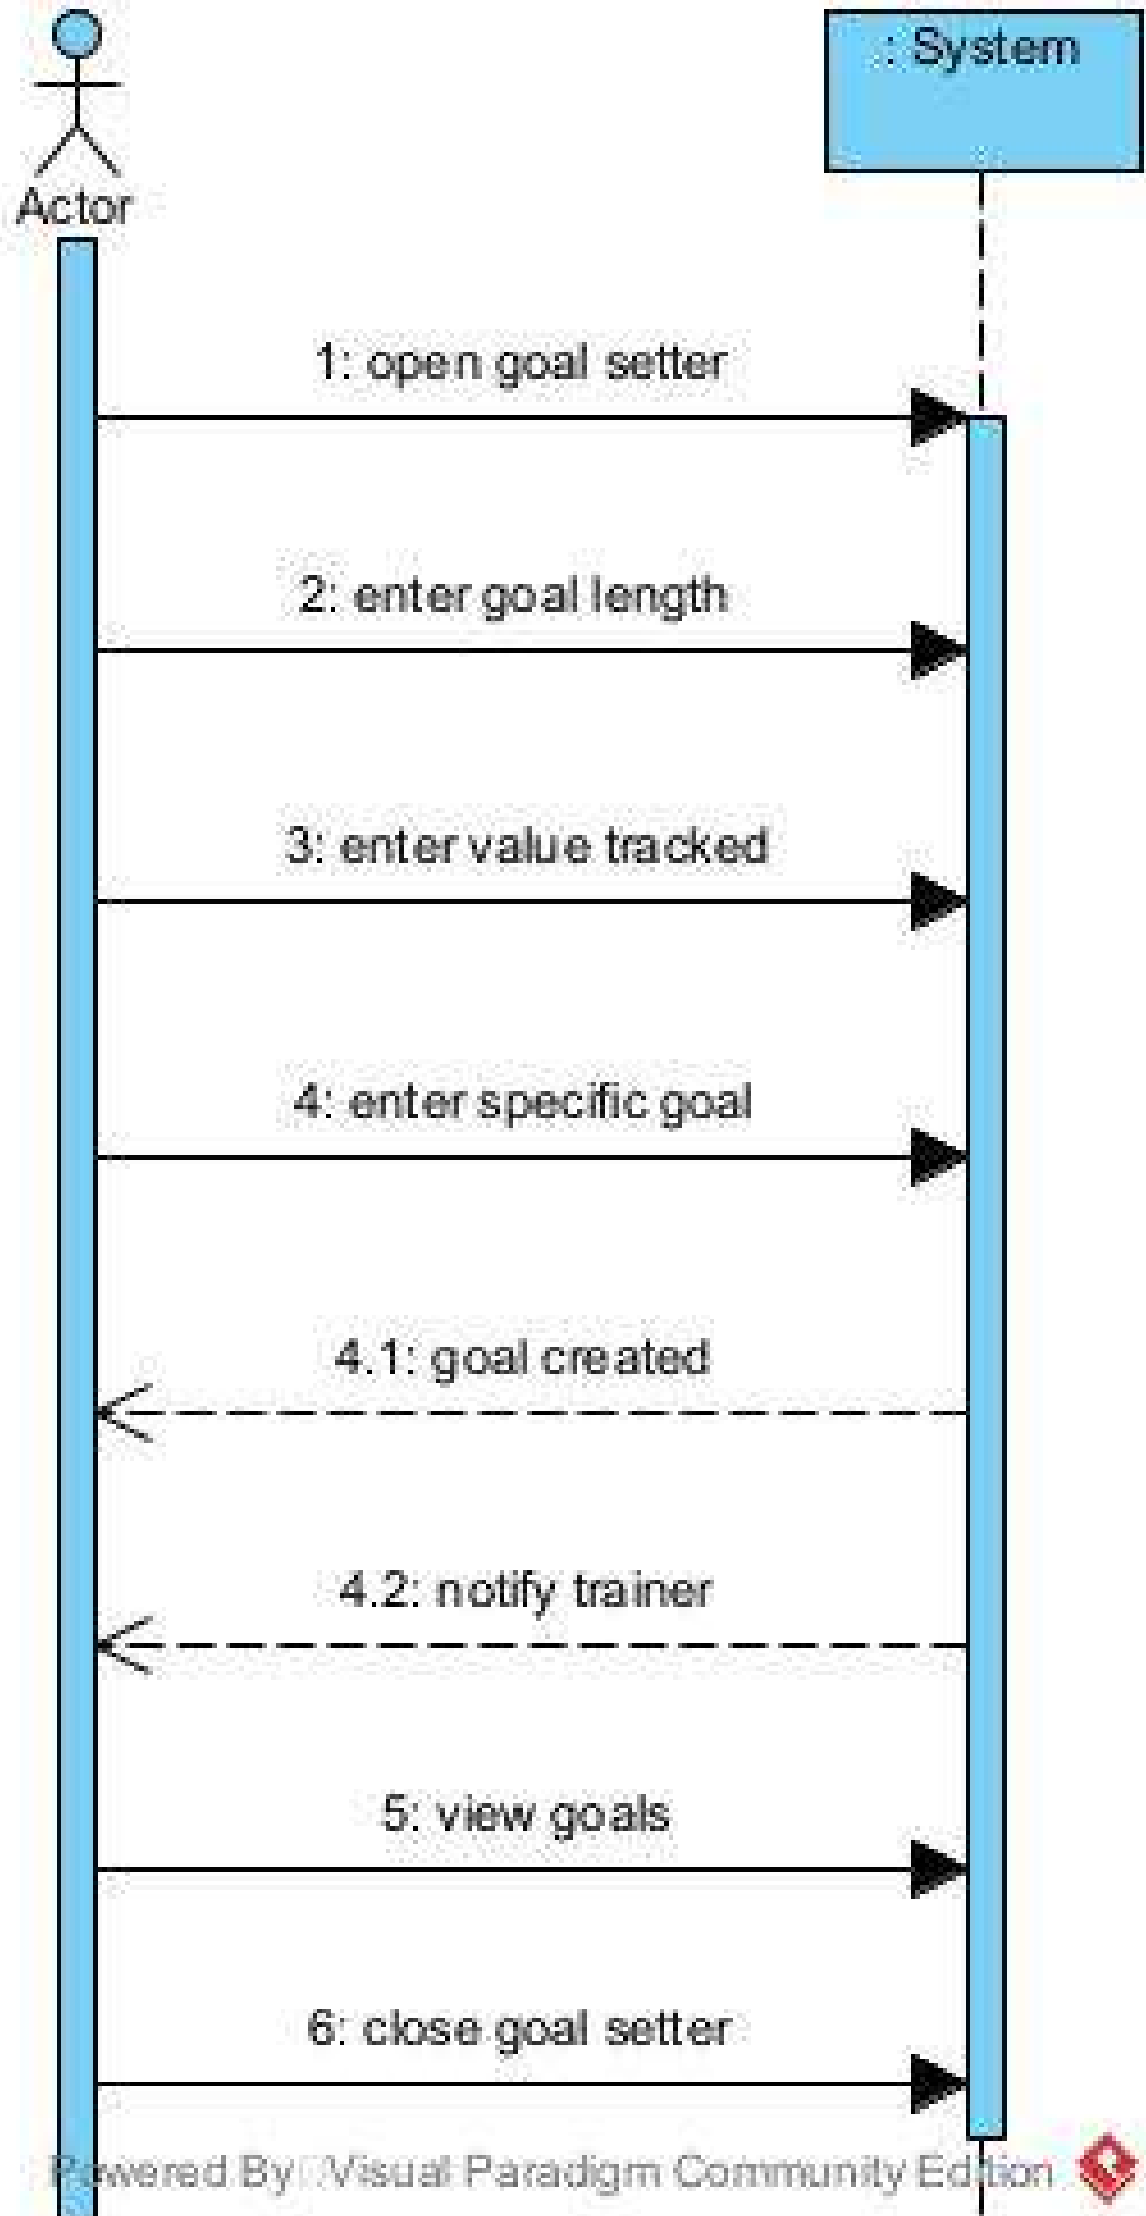 : System
Actor
1: open goal setter
2: enter goal length
3: enter value tracked
4: enter specific goal
4.1: goal created
4.2: notify trainer
5: view goals
6: close goal setter
Powered By Visual Paradigm Community Edition